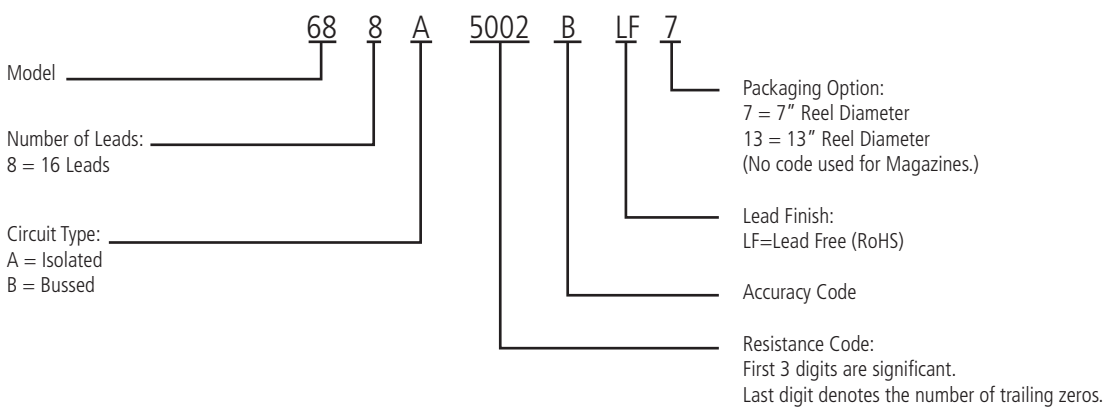 68 8 A 5002 B LF 7
Model
Number of Leads:
8 = 16 Leads
Circuit Type:
A = Isolated
B = Bussed
Packaging Option:
7 = 7” Reel Diameter
13 = 13” Reel Diameter
(No code used for Magazines.)
Lead Finish:
LF=Lead Free (RoHS)
Accuracy Code
Resistance Code:
First 3 digits are significant.
Last digit denotes the number of trailing zeros.